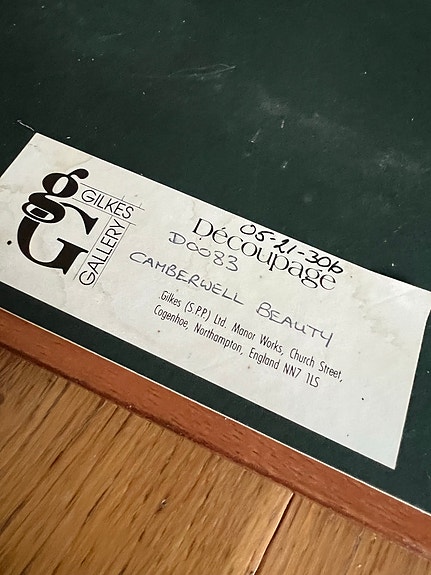 gG
GILKES
GALLERY
05-21-30b
Découpage
D0083
CAMBERWELL BEAUTY
Gilkes (S.P.P.) Ltd. Manor Works, Church Street,
Cogenhoe, Northampton, England NN7 1LS